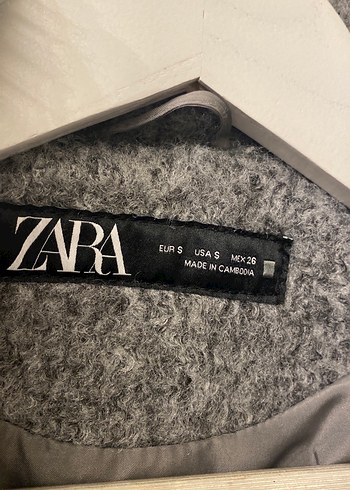 ZARA
EUR S USA S MEX 26
MADE IN CAMBODIA